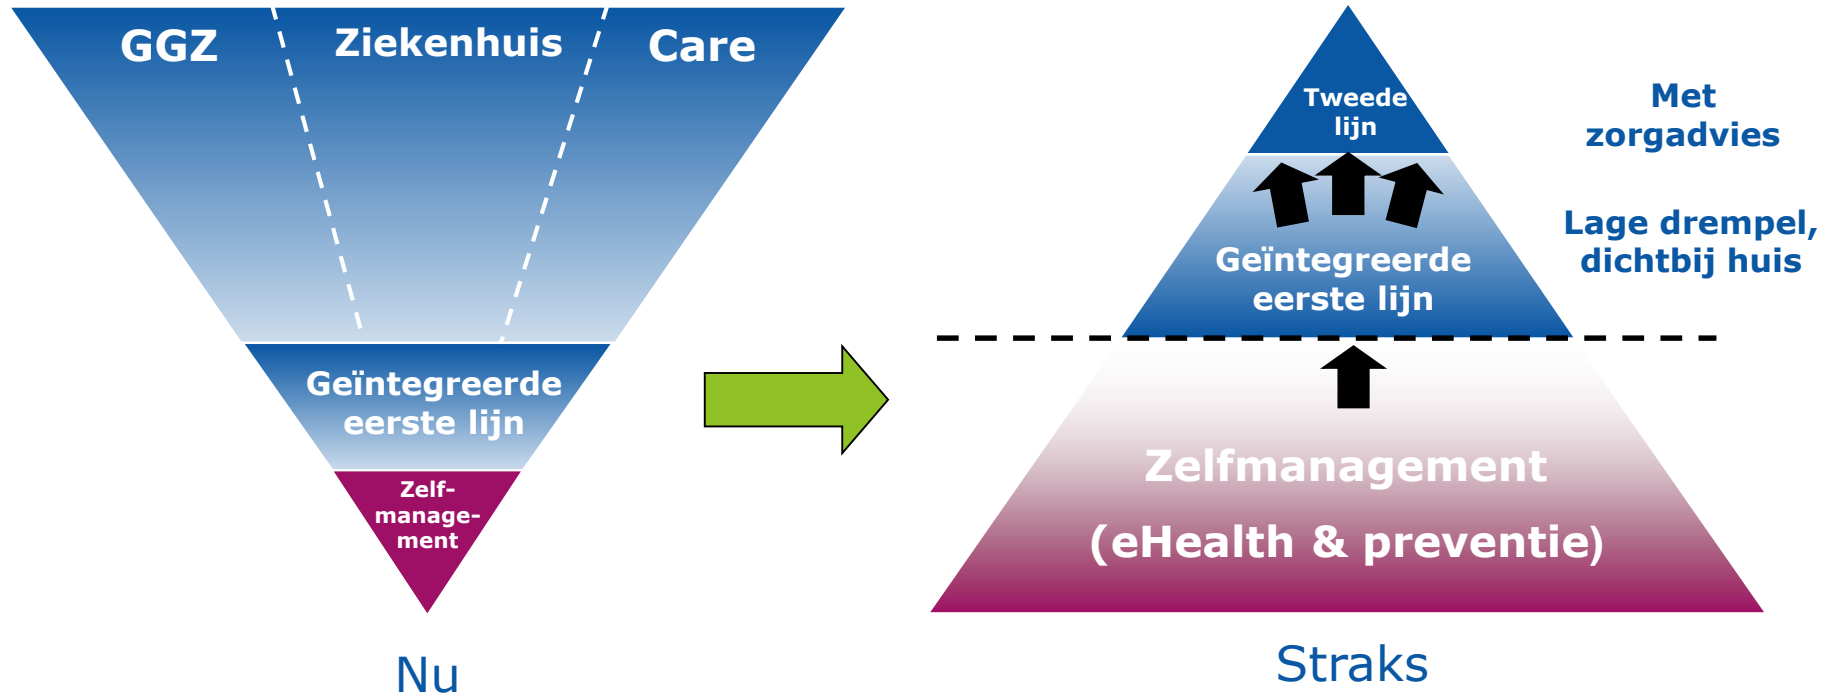 GGZ
Ziekenhuis
Care
Geïntegreerde
eerste lijn
Zelf-
manage-
ment
Nu
Tweede
lijn
Geïntegreerde
eerste lijn
Zelfmanagement
(eHealth & preventie)
Straks
Met
zorgadvies
Lage drempel,
dichtbij huis